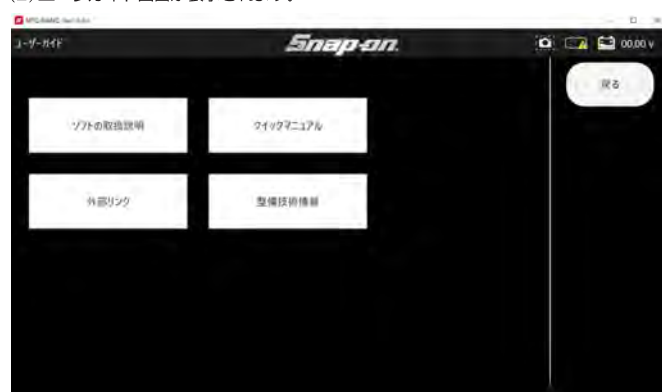 ユーザーガイド
Snap-on
00.00 v
戻る
ソフトの取扱説明
クイックマニュアル
外部リンク
整備技術情報